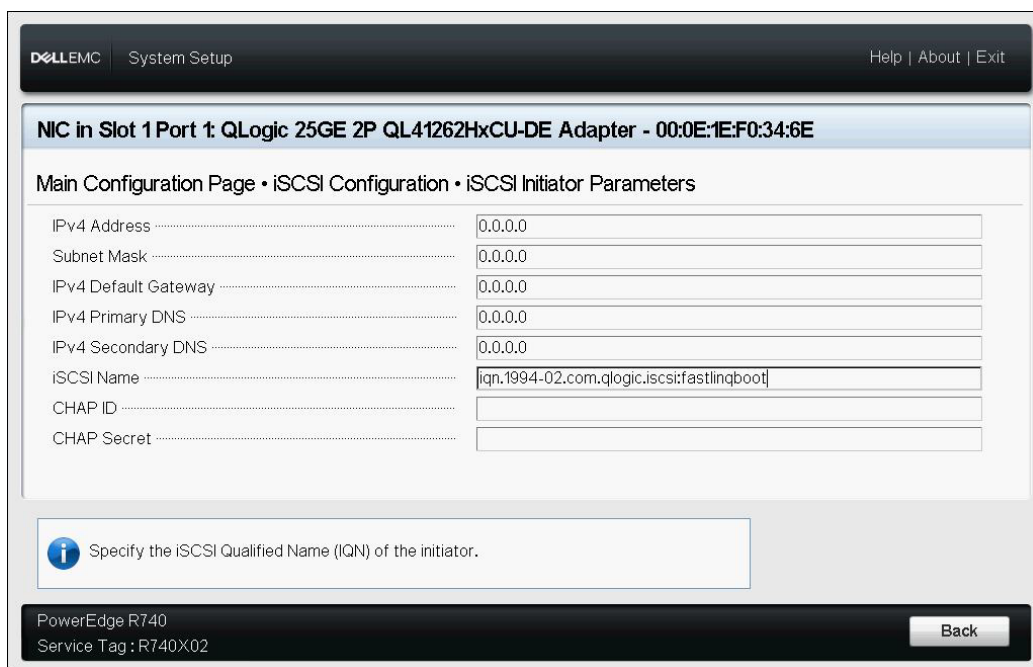 DELLEMC System Setup Help | About | Exit
NIC in Slot 1 Port 1: QLogic 25GE 2P QL41262HxCU-DE Adapter - 00:0E:1E:F0:34:6E
Main Configuration Page • iSCSI Configuration • iSCSI Initiator Parameters
IPv4 Address 0.0.0.0
Subnet Mask 0.0.0.0
IPv4 Default Gateway 0.0.0.0
IPv4 Primary DNS 0.0.0.0
IPv4 Secondary DNS 0.0.0.0
iSCSI Name iqn.1994-02.com.qlogic.iscsi:fastlinqboot
CHAP ID
CHAP Secret
Specify the iSCSI Qualified Name (IQN) of the initiator.
PowerEdge R740
Service Tag : R740X02
Back